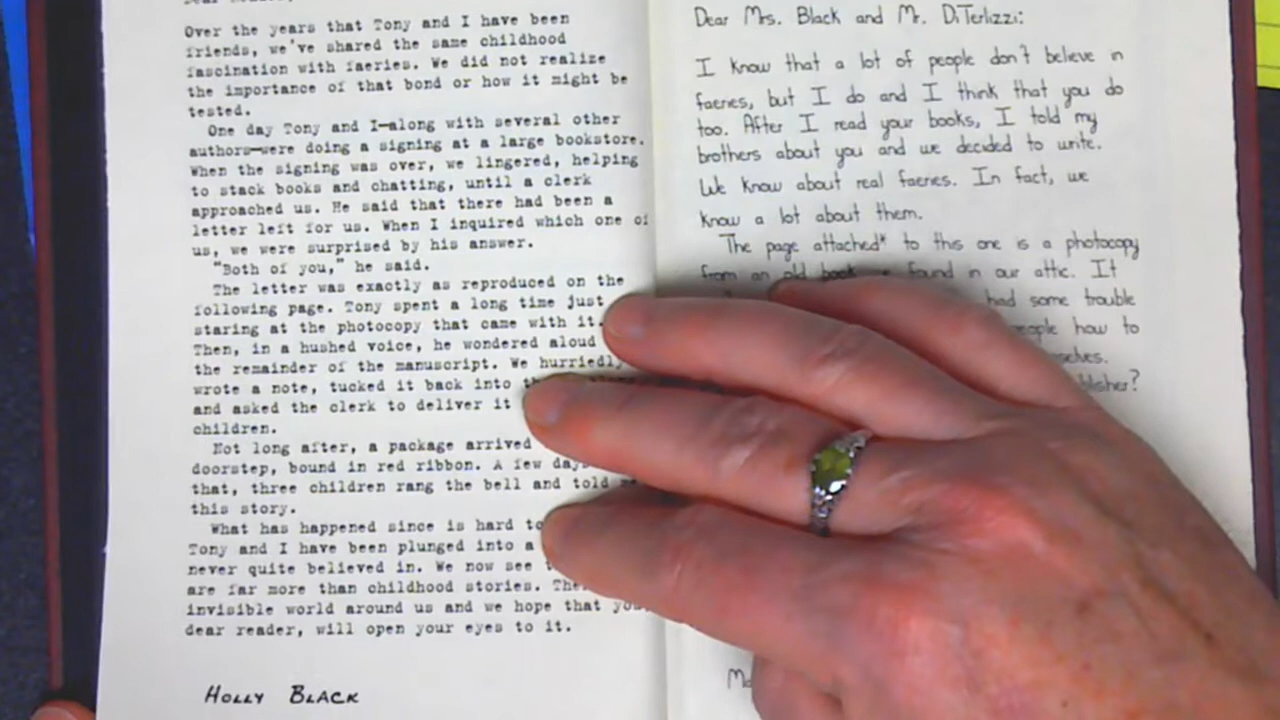 Over the years that Tony and I have been
friends, we've shared the same childhood
fascination with faeries. We did not realize
the importance of that bond or how it might be
tested.
One day Tony and I—along with several other
authors—were doing a signing at a large bookstore.
When the signing was over, we lingered, helping
to stack books and chatting, until a clerk
approached us. He said that there had been a
letter left for us. When I inquired which one of
us, we were surprised by his answer.
"Both of you," he said.
The letter was exactly as reproduced on the
following page. Tony spent a long time just
staring at the photocopy that came with it.
Then, in a hushed voice, he wondered aloud
the remainder of the manuscript. We hurriedly
wrote a note, tucked it back into
and asked the clerk to deliver it
children.
Not long after, a package arrived
doorstep, bound in red ribbon. A few
that, three children rang the bell and told
this story.
What has happened since is hard to
Tony and I have been plunged into a
never quite believed in. We now see
are far more than childhood stories.
invisible world around us and we hope that
dear reader, will open your eyes to it.
HOLLY BLACK
Dear Mrs. Black and Mr. DiTerlizzi:
I know that a lot of people don't believe in
faeries, but I do and I think that you do
too. After I read your books, I told my
brothers about you and we decided to write.
We know about real faeries. In fact, we
know a lot about them.
The page attached* to this one is a photocopy
from an old book found in our attic. It
had some trouble
how to